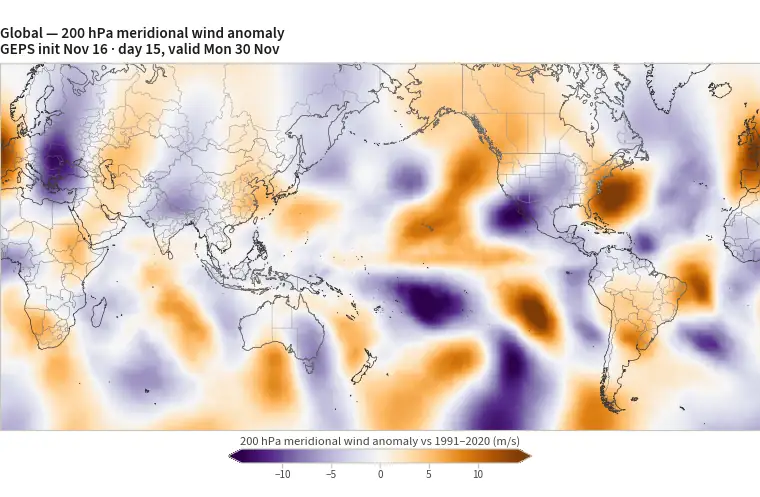 Global — 200 hPa meridional wind anomaly
GEPS init Nov 16 · day 15, valid Mon 30 Nov
200 hPa meridional wind anomaly vs 1991–2020 (m/s)
−10 −5 0 5 10